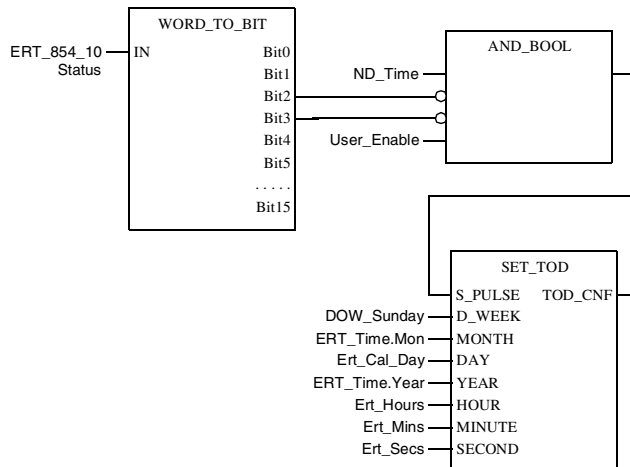 WORD_TO_BIT
ERT_854_10
Status
IN
Bit0
Bit1
Bit2
Bit3
Bit4
Bit5
. . . . .
Bit15
AND_BOOL
ND_Time
User_Enable
SET_TOD
S_PULSE TOD_CNF
DOW_Sunday D_WEEK
ERT_Time.Mon MONTH
Ert_Cal_Day DAY
ERT_Time.Year YEAR
Ert_Hours HOUR
Ert_Mins MINUTE
Ert_Secs SECOND